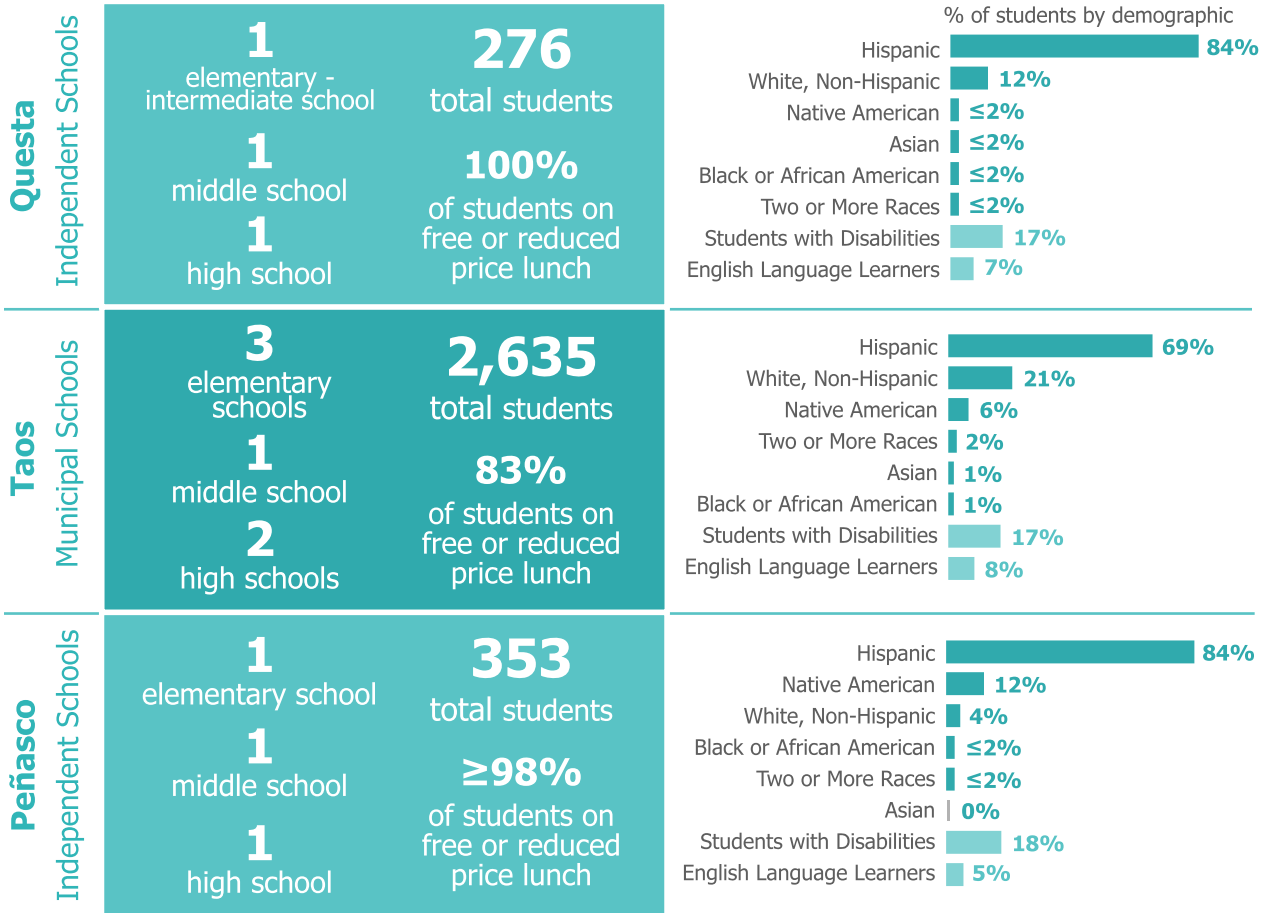 % of students by demographic
Questa
Independent Schools
1
elementary -
intermediate school
1
middle school
1
high school
276
total students
100%
of students on
free or reduced
price lunch
Hispanic 84%
White, Non-Hispanic 12%
Native American ≤2%
Asian ≤2%
Black or African American ≤2%
Two or More Races ≤2%
Students with Disabilities 17%
English Language Learners 7%
Taos
Municipal Schools
3
elementary
schools
1
middle school
2
high schools
2,635
total students
83%
of students on
free or reduced
price lunch
Hispanic 69%
White, Non-Hispanic 21%
Native American 6%
Two or More Races 2%
Asian 1%
Black or African American 1%
Students with Disabilities 17%
English Language Learners 8%
Peñasco
Independent Schools
1
elementary school
1
middle school
1
high school
353
total students
≥98%
of students on
free or reduced
price lunch
Hispanic 84%
Native American 12%
White, Non-Hispanic 4%
Black or African American ≤2%
Two or More Races ≤2%
Asian 0%
Students with Disabilities 18%
English Language Learners 5%